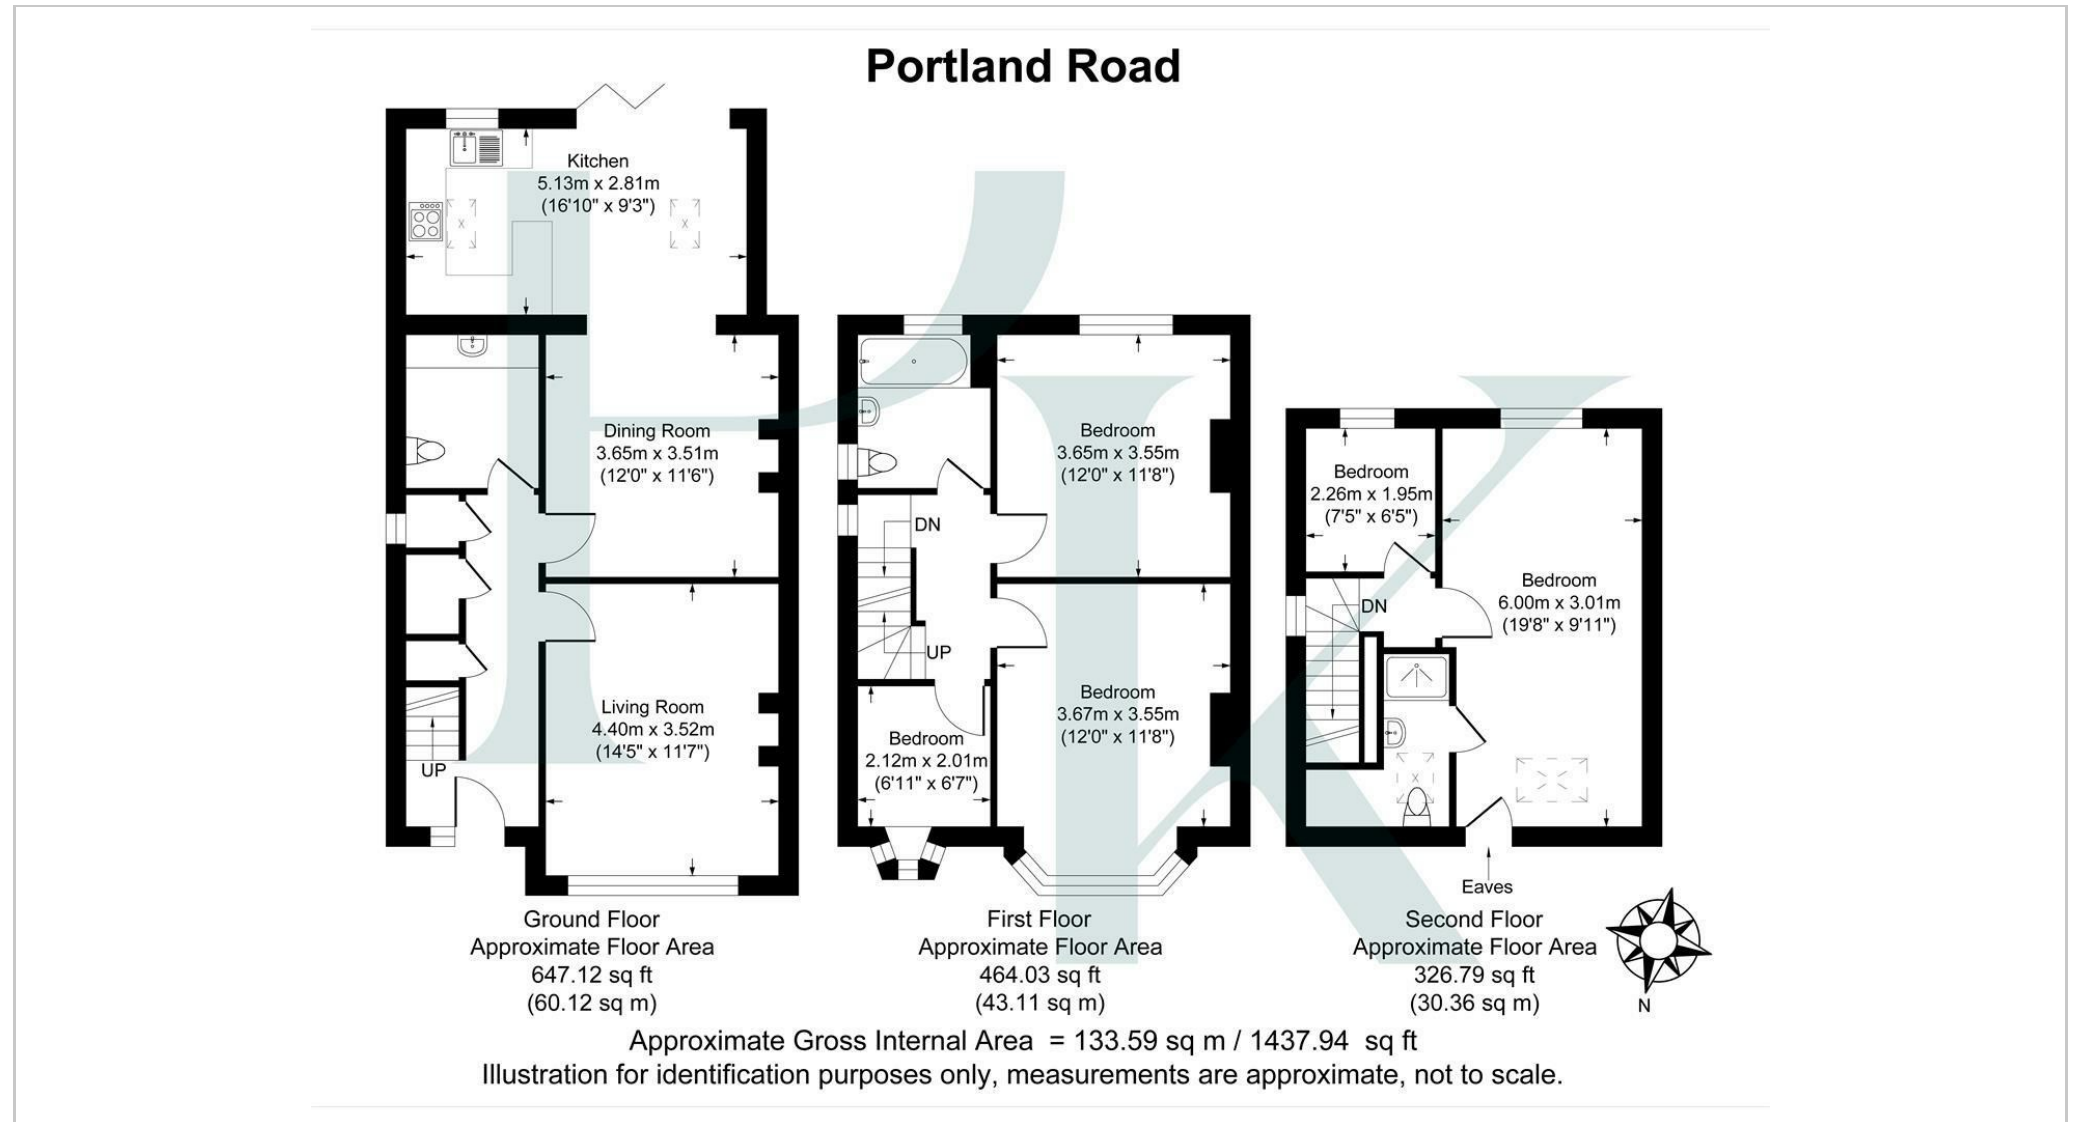 Portland Road
Kitchen
5.13m x 2.81m
(16'10" x 9'3")
Dining Room
3.65m x 3.51m
(12'0" x 11'6")
Living Room
4.40m x 3.52m
(14'5" x 11'7")
UP
Ground Floor
Approximate Floor Area
647.12 sq ft
(60.12 sq m)
Bedroom
3.65m x 3.55m
(12'0" x 11'8")
DN
UP
Bedroom
3.67m x 3.55m
(12'0" x 11'8")
Bedroom
2.12m x 2.01m
(6'11" x 6'7")
First Floor
Approximate Floor Area
464.03 sq ft
(43.11 sq m)
Bedroom
2.26m x 1.95m
(7'5" x 6'5")
DN
Bedroom
6.00m x 3.01m
(19'8" x 9'11")
Eaves
Second Floor
Approximate Floor Area
326.79 sq ft
(30.36 sq m)
N
Approximate Gross Internal Area = 133.59 sq m / 1437.94 sq ft
Illustration for identification purposes only, measurements are approximate, not to scale.